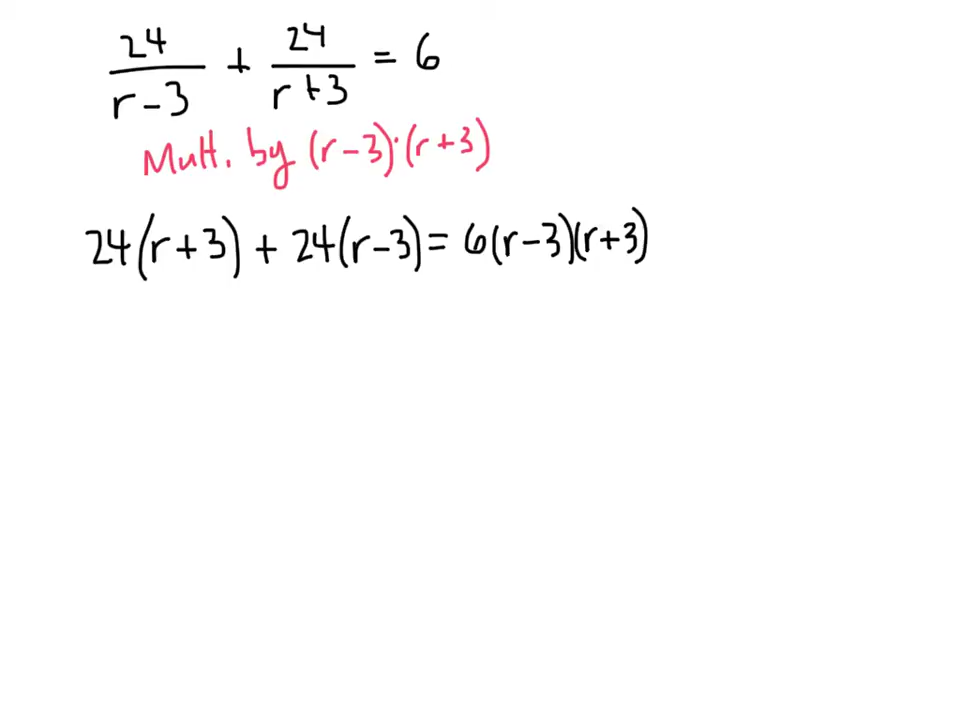 24/(r-3) + 24/(r+3) = 6
Mult. by (r-3)·(r+3)
24(r+3) + 24(r-3) = 6(r-3)(r+3)